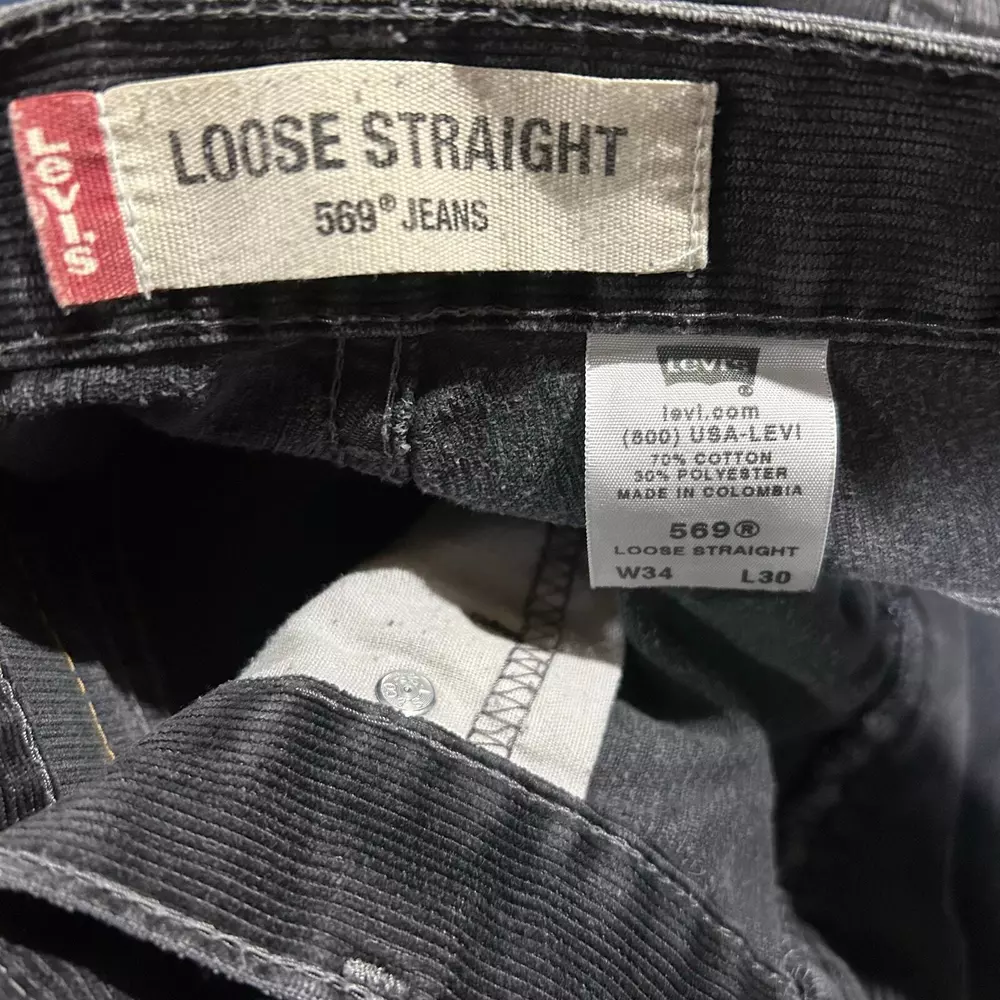 LEVI'S
LOOSE STRAIGHT
569® JEANS
Levi's
®
levi.com
(800) USA-LEVI
70% COTTON
30% POLYESTER
MADE IN COLOMBIA
569®
LOOSE STRAIGHT
W34 L30